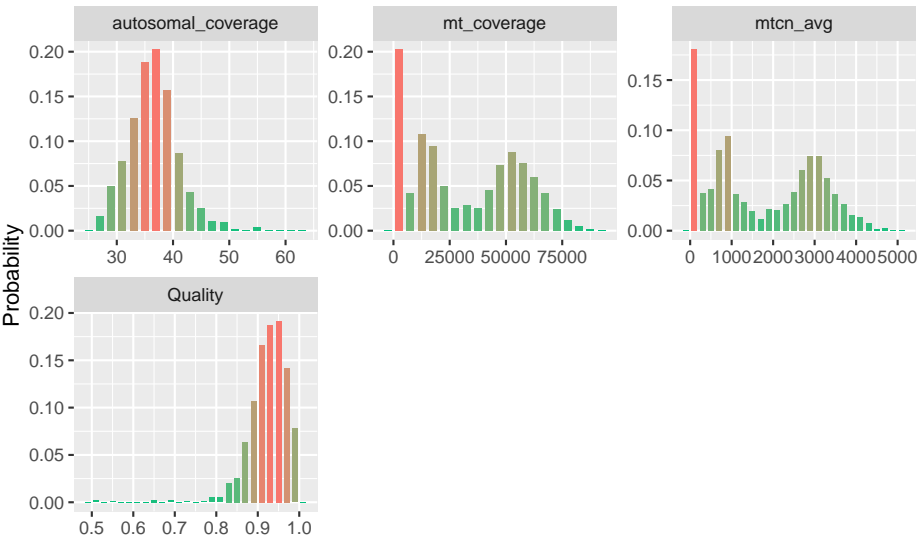 autosomal_coverage mt_coverage mtcn_avg
0.20 0.20
0.15 0.15 0.15
0.10 0.10 0.10
0.05 0.05 0.05
0.00 0.00 0.00
30 40 50 60 0 25000 50000 75000 0 1000 2000 3000 4000 5000
Probability
Quality
0.20
0.15
0.10
0.05
0.00
0.5 0.6 0.7 0.8 0.9 1.0